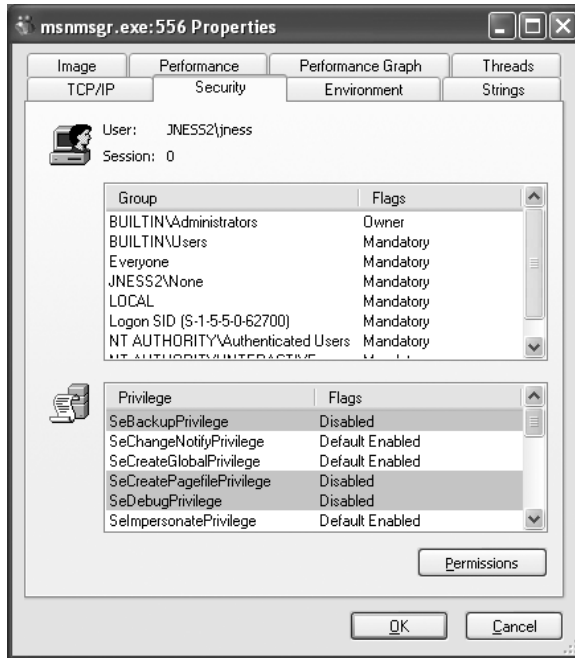 msnmsgr.exe:556 Properties
Image Performance Performance Graph Threads
TCP/IP Security Environment Strings
User: JNESS2\jness
Session: 0
Group Flags
BUILTIN\Administrators Owner
BUILTIN\Users Mandatory
Everyone Mandatory
JNESS2\None Mandatory
LOCAL Mandatory
Logon SID (S-1-5-5-0-62700) Mandatory
NT AUTHORITY\Authenticated Users Mandatory
NT AUTHORITY\INTERACTIVE
Privilege Flags
SeBackupPrivilege Disabled
SeChangeNotifyPrivilege Default Enabled
SeCreateGlobalPrivilege Default Enabled
SeCreatePagefilePrivilege Disabled
SeDebugPrivilege Disabled
SeImpersonatePrivilege Default Enabled
Permissions
OK Cancel